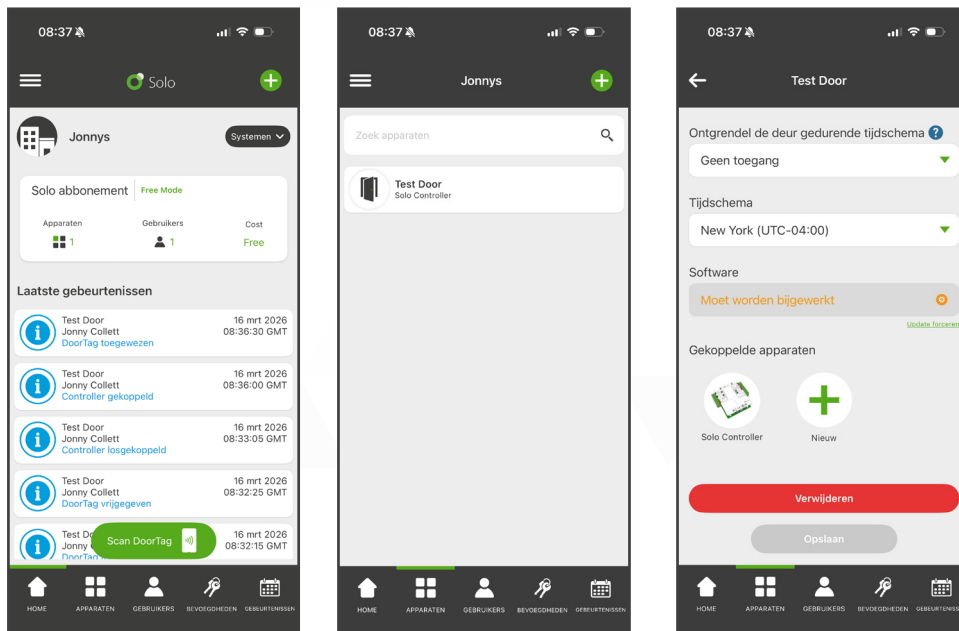 08:37
Solo
Jonnys
Systemen
Solo abbonement
Free Mode
Apparaten
Gebruikers
Cost
1
1
Free
Laatste gebeurtenissen
Test Door
16 mrt 2026
Jonny Collett
08:36:30 GMT
DoorTag toegewezen
Test Door
16 mrt 2026
Jonny Collett
08:36:00 GMT
Controller gekoppeld
Test Door
16 mrt 2026
Jonny Collett
08:33:05 GMT
Controller losgekoppeld
Test Door
16 mrt 2026
Jonny Collett
08:32:25 GMT
DoorTag vrijgegeven
Test
16 mrt 2026
Jonny
08:32:15 GMT
Scan DoorTag
HOME
APPARATEN
GEBRUIKERS
BEVOEGDHEDEN
GEBEURTENISSEN
08:37
Jonnys
Zoek apparaten
Test Door
Solo Controller
HOME
APPARATEN
GEBRUIKERS
BEVOEGDHEDEN
GEBEURTENISSEN
08:37
Test Door
Ontgrendel de deur gedurende tijdschema ?
Geen toegang
Tijdschema
New York (UTC-04:00)
Software
Moet worden bijgewerkt
Update forceren
Gekoppelde apparaten
Solo Controller
Nieuw
Verwijderen
Opslaan
HOME
APPARATEN
GEBRUIKERS
BEVOEGDHEDEN